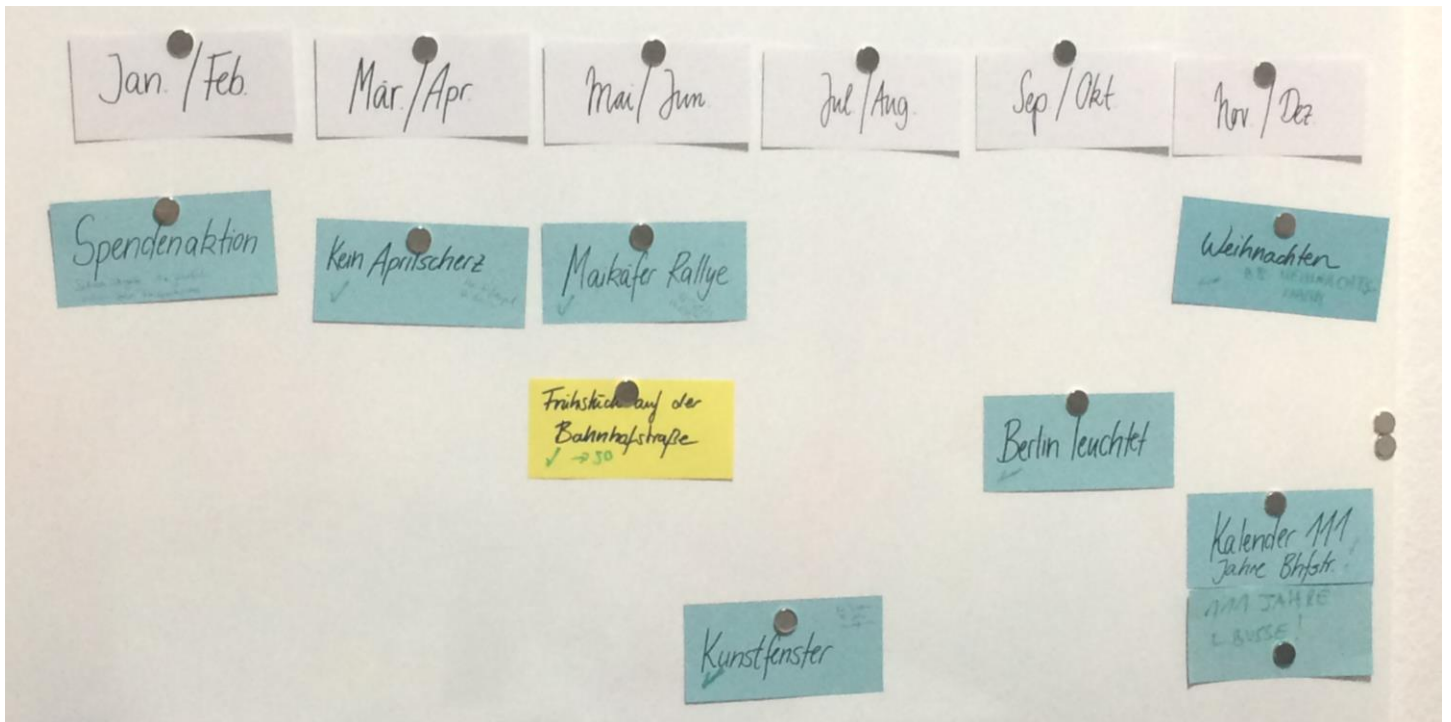 Jan./Feb.
Mär./Apr.
Mai/Jun.
Jul/Aug.
Sep./Okt
Nov./Dez
Spendenaktion
Kein Aprilscherz
✓
Maikäfer Rallye
✓
Weihnachten
Frühstück auf der
Bahnhofstraße
✓ → 50
Berlin leuchtet
Kalender 111
Jahre Bhfstr.
111 JAHRE
BUSSE!
Kunstfenster
✓